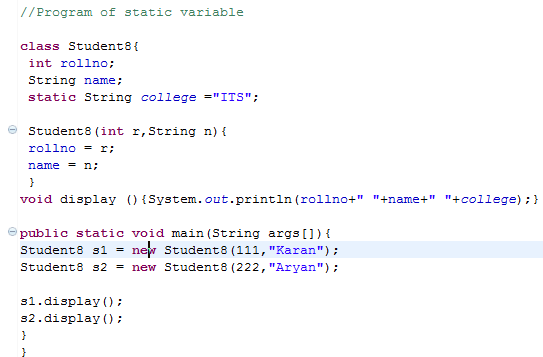 //Program of static variable
class Student8{
int rollno;
String name;
static String college ="ITS";
Student8(int r,String n){
rollno = r;
name = n;
}
void display (){System.out.println(rollno+" "+name+" "+college);}
public static void main(String args[]){
Student8 s1 = new Student8(111,"Karan");
Student8 s2 = new Student8(222,"Aryan");
s1.display();
s2.display();
}
}